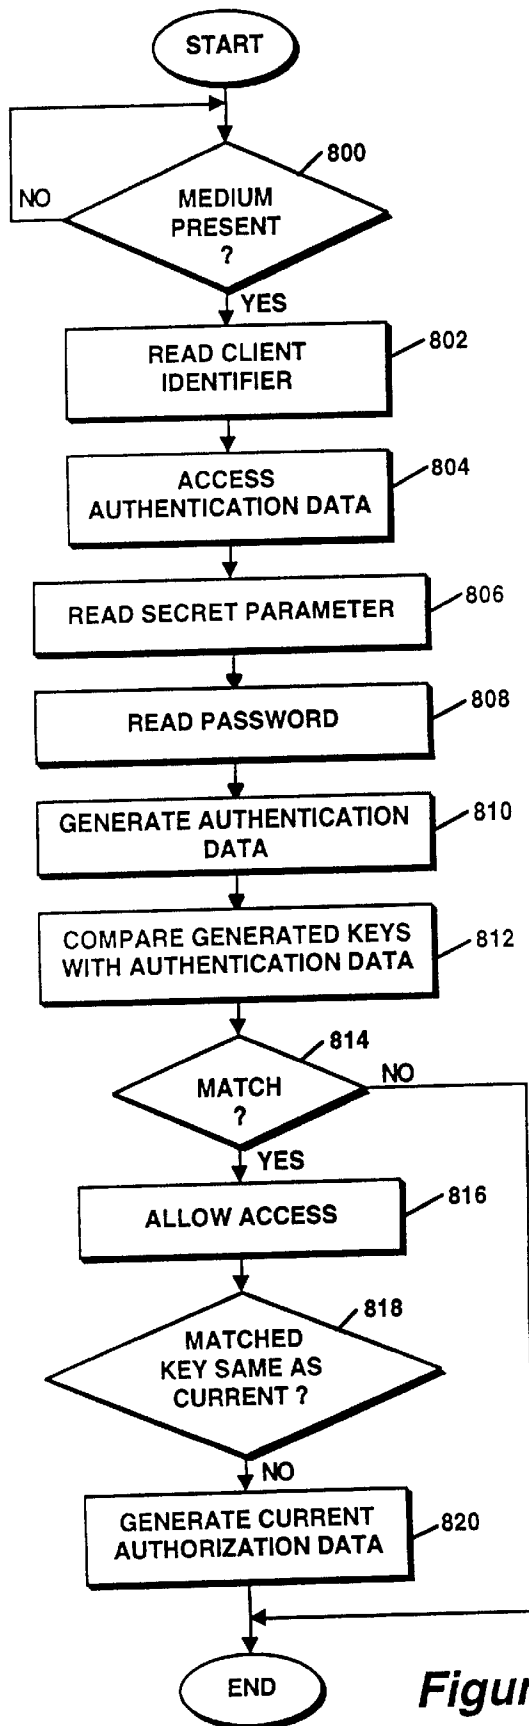 START
800
NO
MEDIUM
PRESENT
?
YES
READ CLIENT
IDENTIFIER
802
ACCESS
AUTHENTICATION DATA
804
READ SECRET PARAMETER
806
READ PASSWORD
808
GENERATE AUTHENTICATION
DATA
810
COMPARE GENERATED KEYS
WITH AUTHENTICATION DATA
812
814
MATCH
?
NO
YES
ALLOW ACCESS
816
818
MATCHED
KEY SAME AS
CURRENT ?
NO
GENERATE CURRENT
AUTHORIZATION DATA
820
END